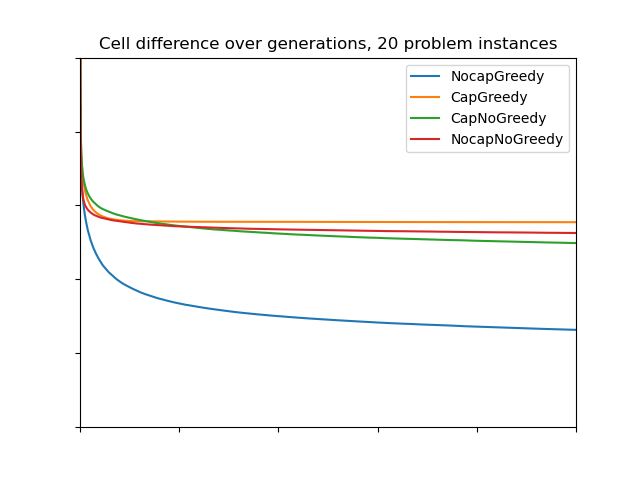 Cell difference over generations, 20 problem instances
NocapGreedy
CapGreedy
CapNoGreedy
NocapNoGreedy